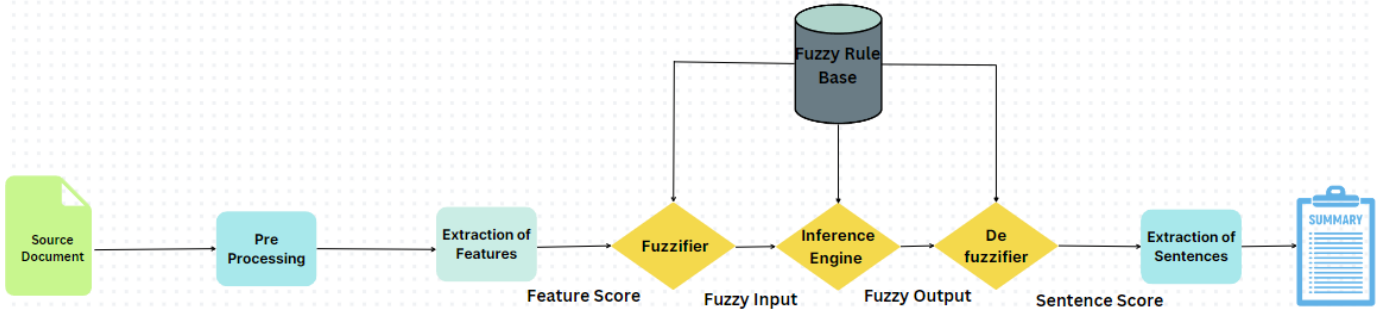 Fuzzy Rule
Base
Source
Document
Pre
Processing
Extraction of
Features
Fuzzifier
Inference
Engine
De
fuzzifier
Extraction of
Sentences
SUMMARY
Feature Score
Fuzzy Input
Fuzzy Output
Sentence Score